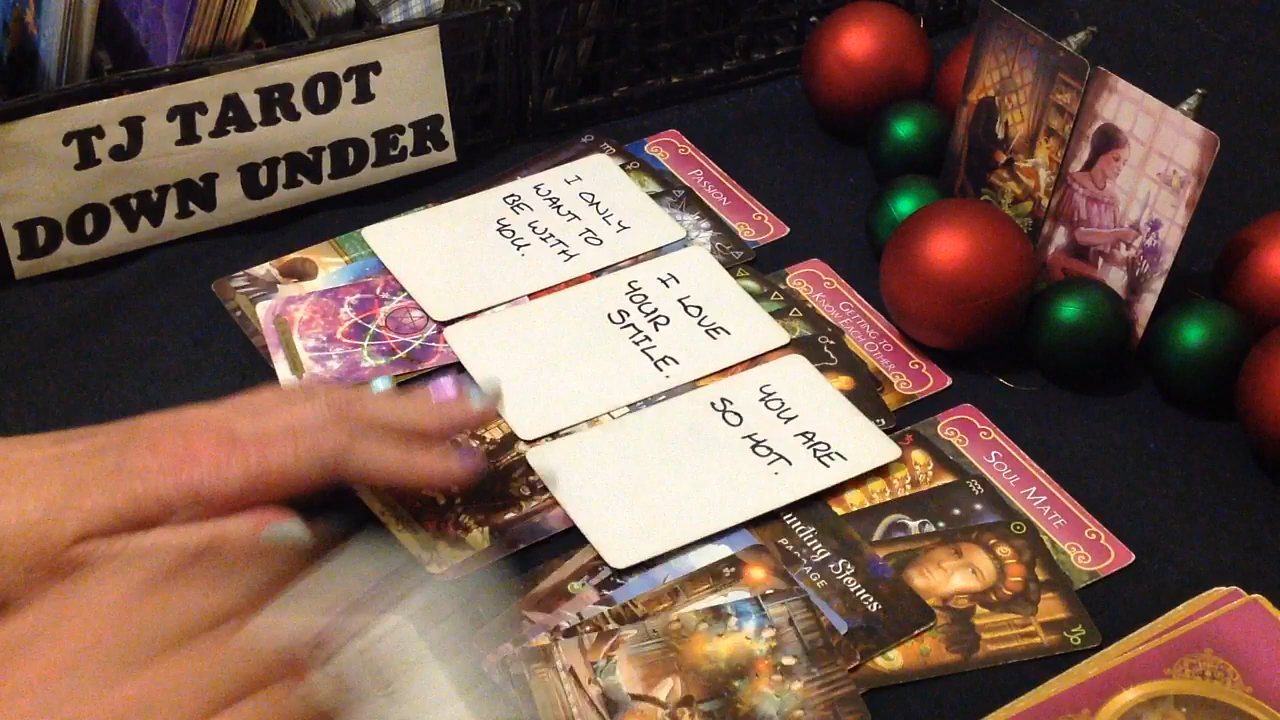 TJ TAROT
DOWN UNDER
PASSION
I ONLY
WANT TO
BE WITH
YOU.
GETTING TO
KNOW EACH OTHER
I LOVE
YOUR
SMILE.
SOUL MATE
YOU ARE
SO HOT.
Stones
PASSAGE